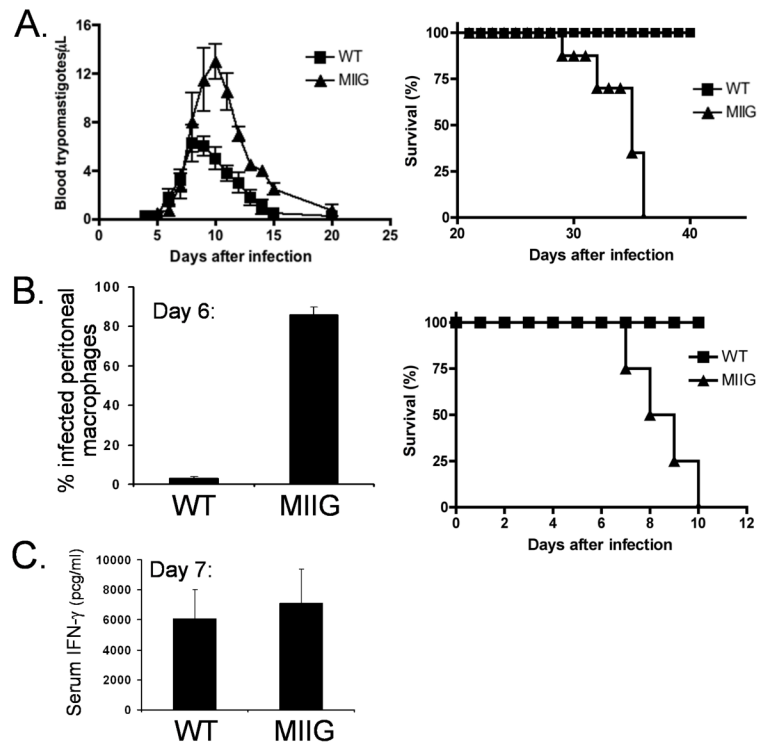 A.
Blood trypomastigotes/µL
16
12
8
4
0
WT
MIIG
0 5 10 15 20 25
Days after infection
Survival (%)
100
75
50
25
0
WT
MIIG
20 30 40
Days after infection
B.
% infected peritoneal
macrophages
100
80
60
40
20
0
Day 6:
WT MIIG
Survival (%)
100
75
50
25
0
WT
MIIG
0 2 4 6 8 10 12
Days after infection
C.
Serum IFN-γ (pcg/ml)
10000
8000
6000
4000
2000
0
Day 7:
WT MIIG